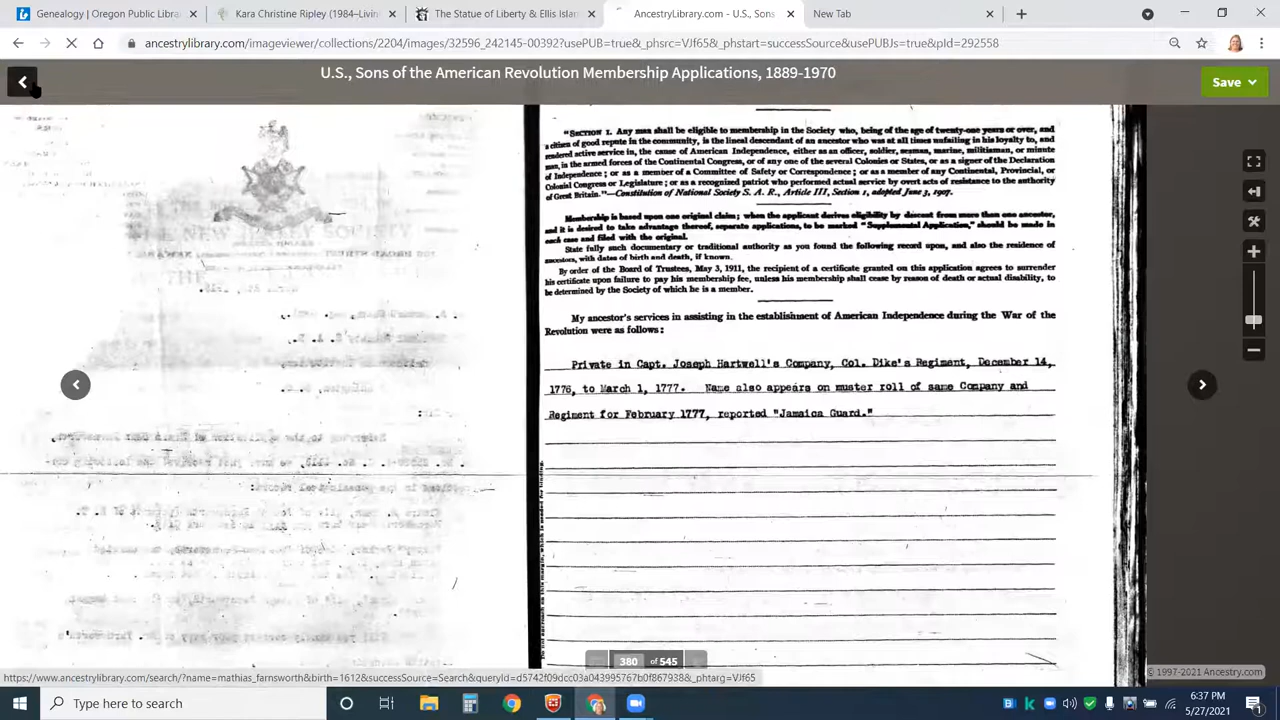 Genealogy | Oregon Public Libra
Kara Christine Ripley (1984–Livin
The Statue of Liberty & Ellis Islan
AncestryLibrary.com - U.S., Sons
New Tab
ancestrylibrary.com/imageviewer/collections/2204/images/32596_242145-00392?usePUB=true&_phsrc=VJf65&_phstart=successSource&usePUBJs=true&pId=292558
U.S., Sons of the American Revolution Membership Applications, 1889-1970
Save
"SECTION 1. Any man shall be eligible to membership in the Society who, being of the age of twenty-one years or over, and
a citizen of good repute in the community, is the lineal descendant of an ancestor who was at all times unfailing in his loyalty to, and
rendered active service in, the cause of American Independence, either as an officer, soldier, seaman, marine, militiaman, or minute
man, in the armed forces of the Continental Congress, or of any one of the several Colonies or States, or as a signer of the Declaration
of Independence; or as a member of a Committee of Safety or Correspondence; or as a member of any Continental, Provincial, or
Colonial Congress or Legislature; or as a recognized patriot who performed actual service by overt acts of resistance to the authority
of Great Britain."—Constitution of National Society S. A. R., Article III, Section 1, adopted June 3, 1907.
Membership is based upon one original claim; when the applicant derives eligibility by descent from more than one ancestor,
and it is desired to take advantage thereof, separate applications, to be marked "Supplemental Application," should be made in
each case and filed with the original.
State fully such documentary or traditional authority as you found the following record upon, and also the residence of
ancestors, with dates of birth and death, if known.
By order of the Board of Trustees, May 3, 1911, the recipient of a certificate granted on this application agrees to surrender
his certificate upon failure to pay his membership fee, unless his membership shall cease by reason of death or actual disability, to
be determined by the Society of which he is a member.
My ancestor's services in assisting in the establishment of American Independence during the War of the
Revolution were as follows:
Private in Capt. Joseph Hartwell's Company, Col. Dike's Regiment, December 14,
1776, to March 1, 1777. Name also appears on muster roll of same Company and
Regiment for February 1777, reported "Jamaica Guard."
380 of 545
© 1997-2021 Ancestry.com
Type here to search
6:37 PM
5/27/2021